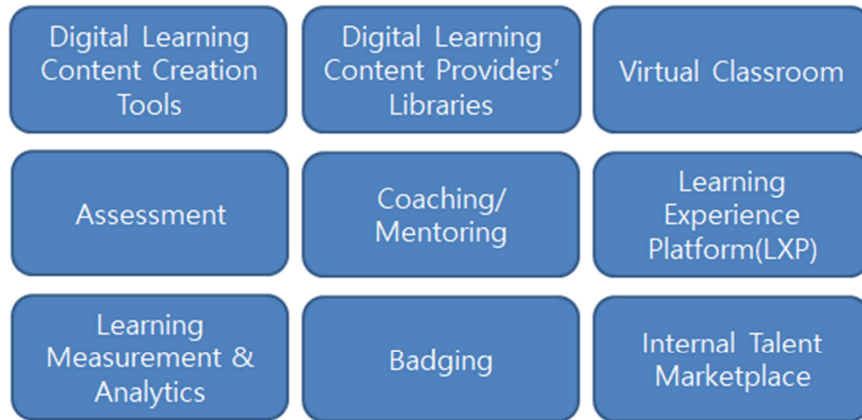 Digital Learning
Content Creation
Tools
Digital Learning
Content Providers’
Libraries
Virtual Classroom
Assessment
Coaching/
Mentoring
Learning
Experience
Platform(LXP)
Learning
Measurement &
Analytics
Badging
Internal Talent
Marketplace